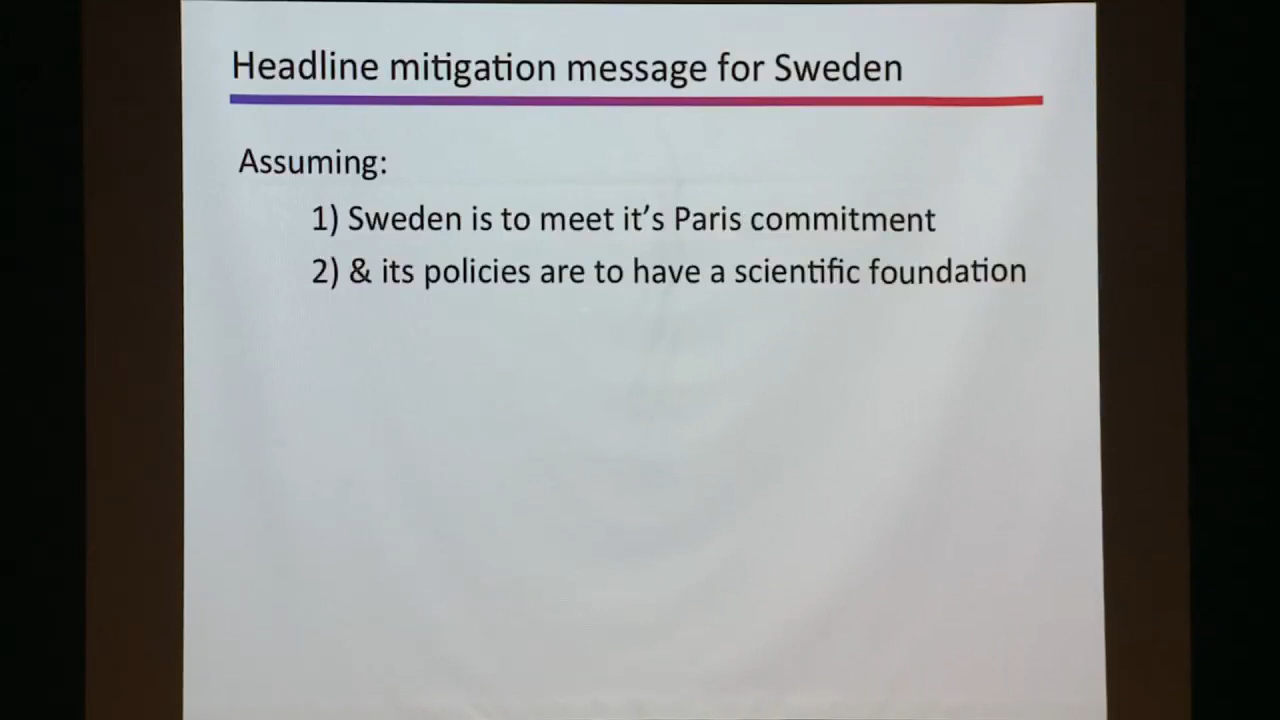 Headline mitigation message for Sweden
Assuming:
1) Sweden is to meet it’s Paris commitment
2) & its policies are to have a scientific foundation